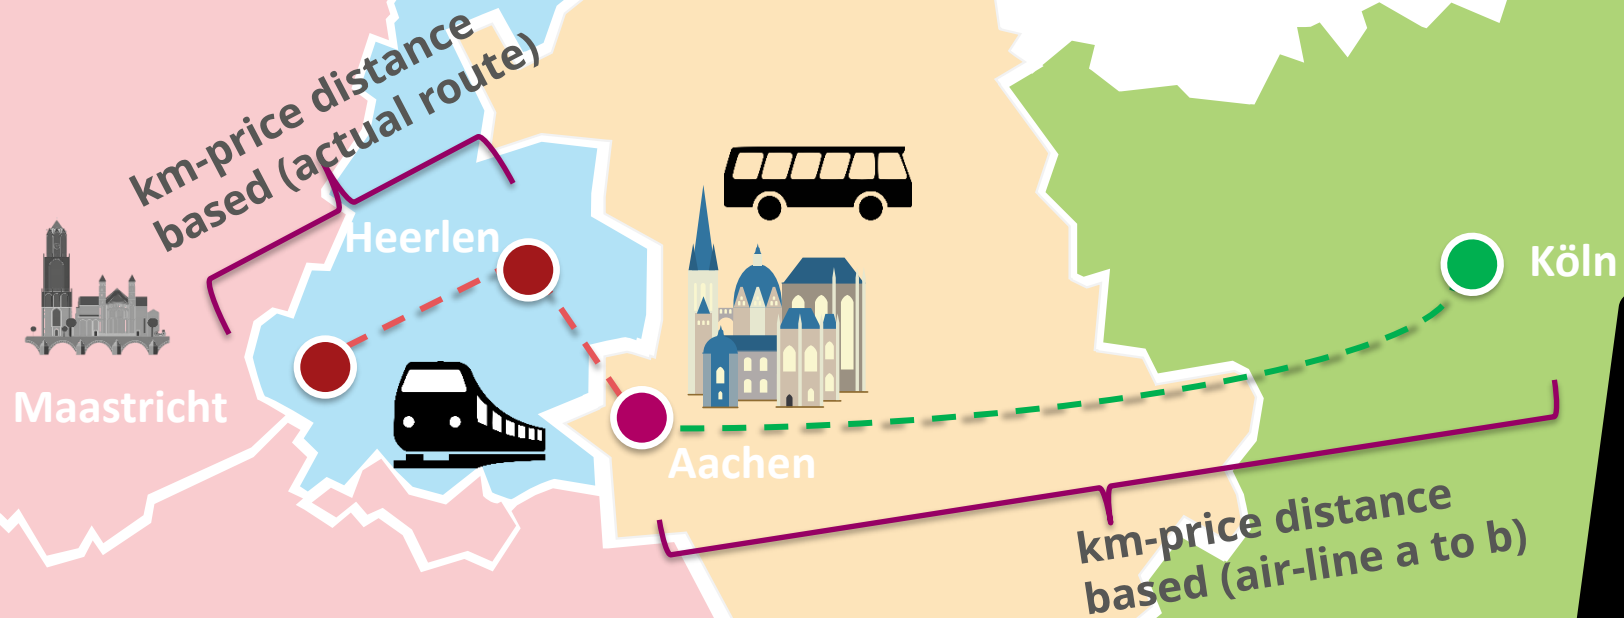 km-price distance
based (actual route)
Heerlen
Maastricht
Aachen
Köln
km-price distance
based (air-line a to b)